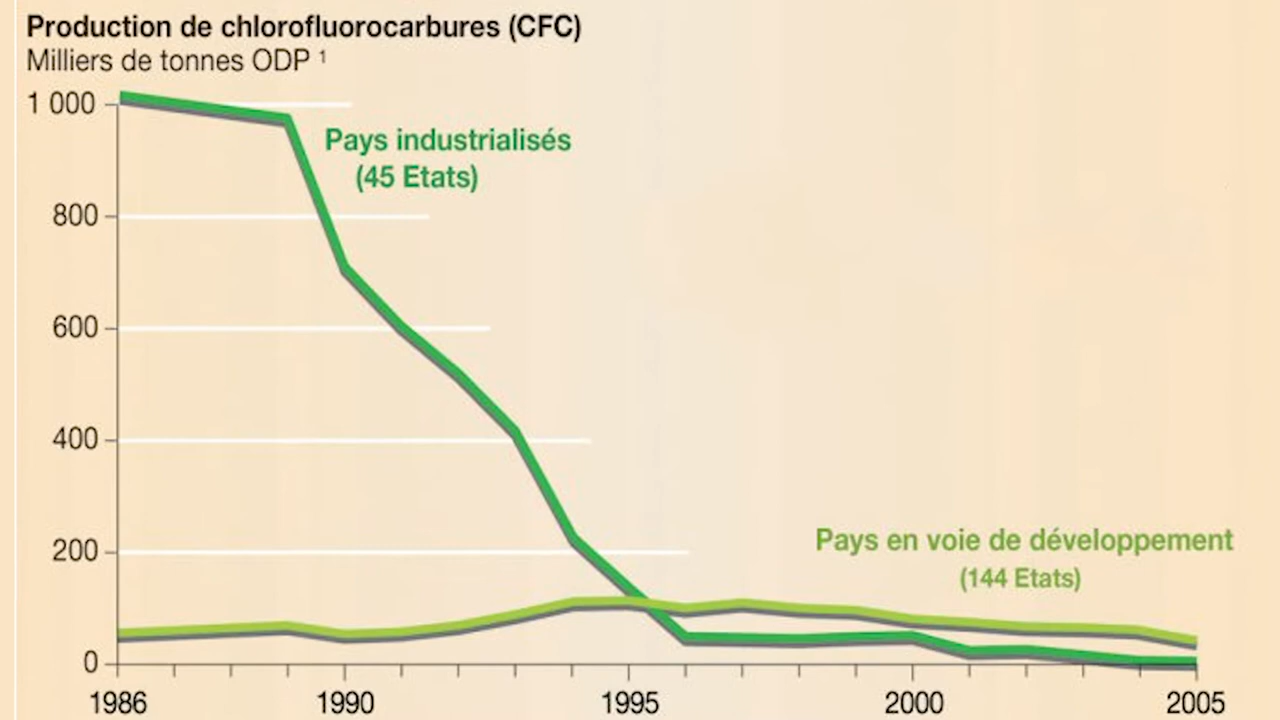 Production de chlorofluorocarbures (CFC)
Milliers de tonnes ODP ¹
1 000
Pays industrialisés
(45 Etats)
800
600
400
200
Pays en voie de développement
(144 Etats)
0
1986 1990 1995 2000 2005